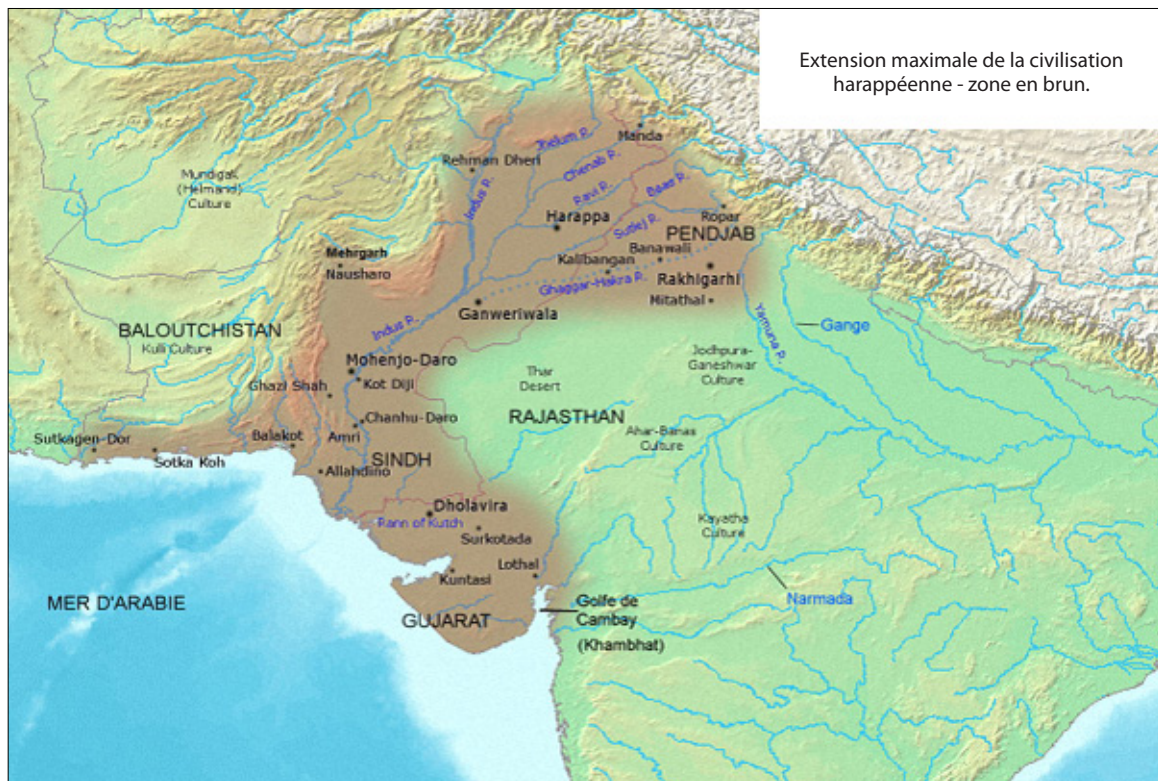 Extension maximale de la civilisation
harappéenne - zone en brun.
Manda
Jhelum R.
Rehman Dheri
Chenab R.
Mundigak
(Helmand)
Culture
Indus R.
Ravi R.
Beas R.
Ropar
Harappa
Sutlej R.
PENDJAB
Mehrgarh
Nausharo
Banawali
Kalibangan
Rakhigarhi
Ghaggar-Hakra R.
Mitathal
Ganweriwala
Yamuna R.
Gange
BALOUTCHISTAN
Kulli Culture
Indus R.
Mohenjo-Daro
Kot Diji
Jodhpura-
Ganeshwar
Culture
Thar
Desert
Ghazi Shah
Chanhu-Daro
RAJASTHAN
Amri
Ahar-Banas
Culture
Sutkagen-Dor
Balakot
Sotka Koh
SINDH
Allahdino
Dholavira
Rann of Kutch
Surkotada
Kayatha
Culture
Lothal
Kuntasi
Narmada
MER D'ARABIE
GUJARAT
Golfe de
Cambay
(Khambhat)